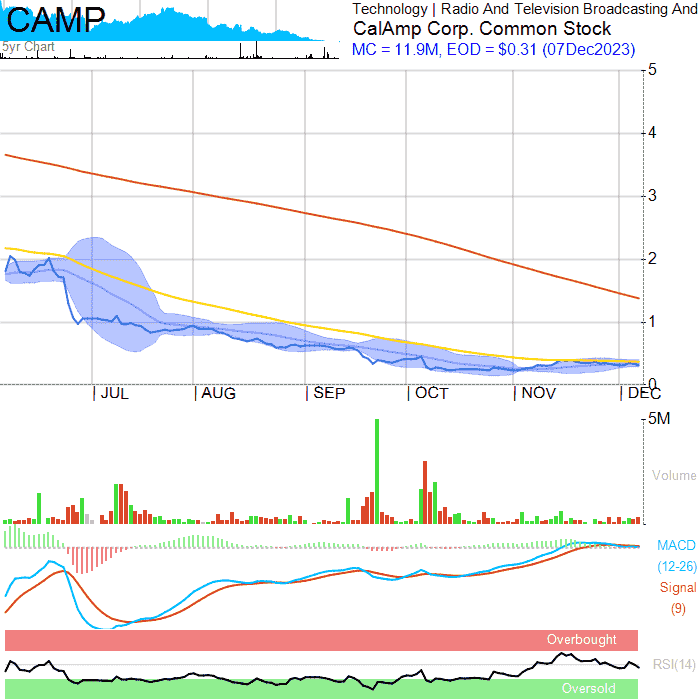 CAMP
5yr Chart
Technology | Radio And Television Broadcasting And
CalAmp Corp. Common Stock
MC = 11.9M, EOD = $0.31 (07Dec2023)
5
4
3
2
1
0
JUL AUG SEP OCT NOV DEC
5M
Volume
MACD
(12-26)
Signal
(9)
Overbought
RSI(14)
Oversold